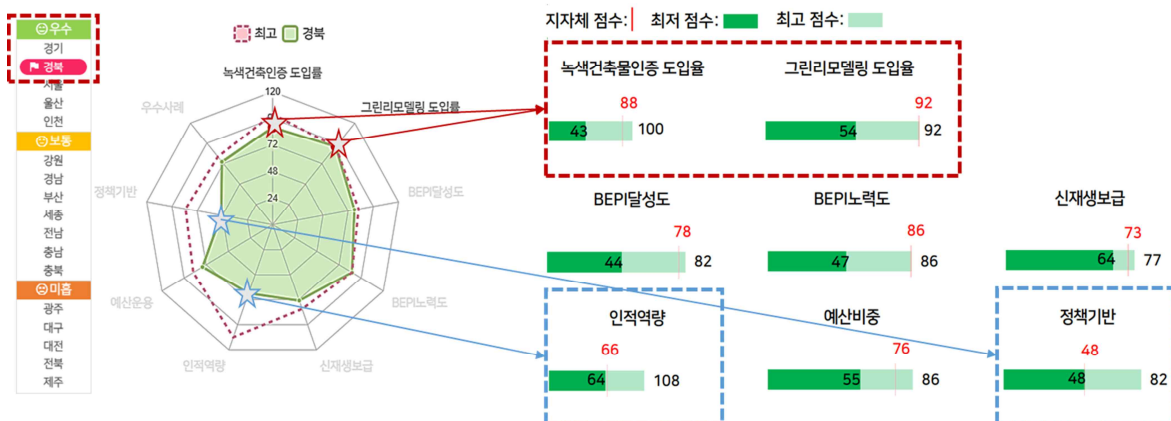 우수
경기
경북
서울
울산
인천
보통
강원
경남
부산
세종
전남
충남
충북
미흡
광주
대구
대전
전북
제주
최고 경북
녹색건축인증 도입률
120
72
48
24
그린리모델링 도입률
BEPI달성도
BEPI노력도
신재생보급
인적역량
예산운용
정책기반
우수사례
지자체 점수: 최저 점수: 최고 점수:
녹색건축물인증 도입율
88
43 100
그린리모델링 도입율
92
54 92
BEPI달성도
78
44 82
BEPI노력도
86
47 86
신재생보급
73
64 77
인적역량
66
64 108
예산비중
76
55 86
정책기반
48
48 82